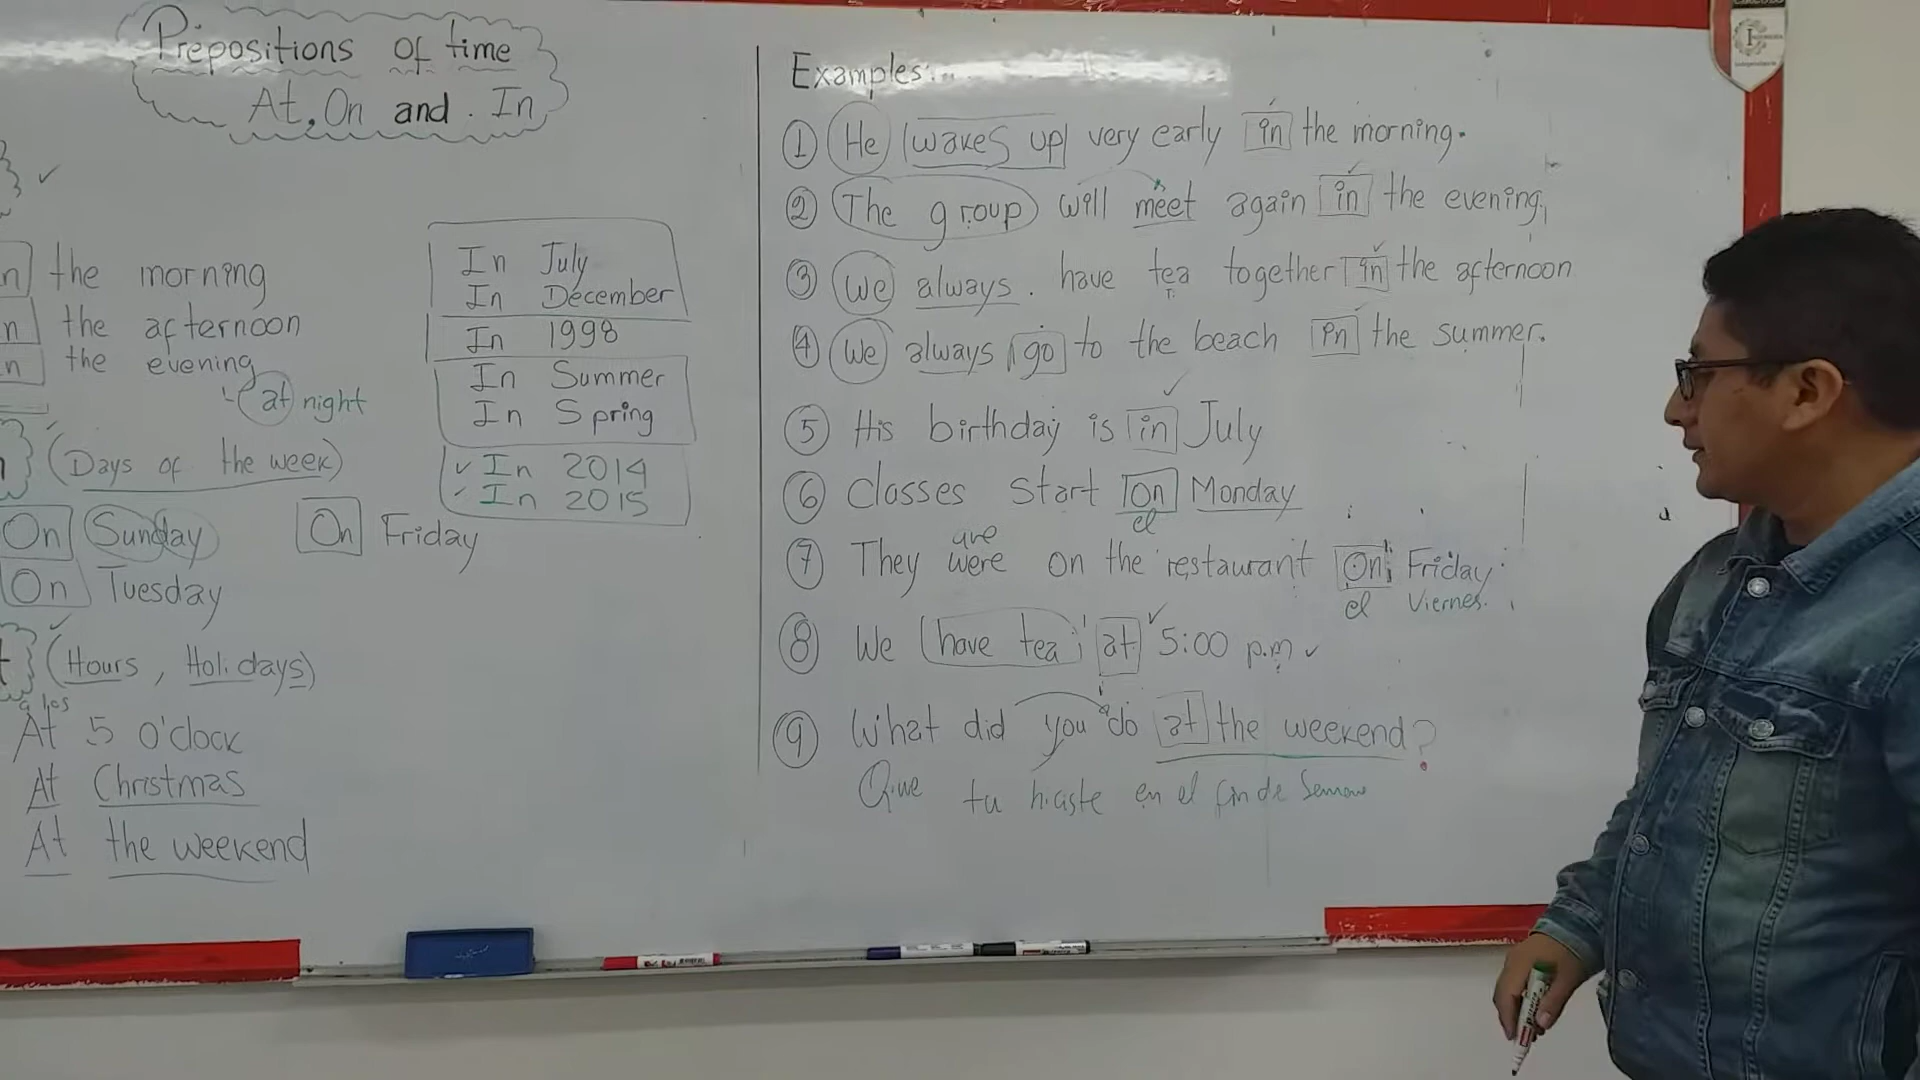 Prepositions of time
At, On and In
the morning
the afternoon
the evening
at night
(Days of the week)
On Sunday
On Friday
On Tuesday
(Hours, Holidays)
a las
At 5 o'clock
At Christmas
At the weekend
In July
In December
In 1998
In Summer
In Spring
In 2014
In 2015
Examples:
① He wakes up very early in the morning.
② The group will meet again in the evening.
③ We always have tea together in the afternoon
④ We always go to the beach in the summer.
⑤ His birthday is in July
⑥ Classes start on Monday
el
are
⑦ They were on the restaurant On Friday
el Viernes.
⑧ We have tea at 5:00 p.m
⑨ What did you do at the weekend?
Que tu hiciste en el fin de